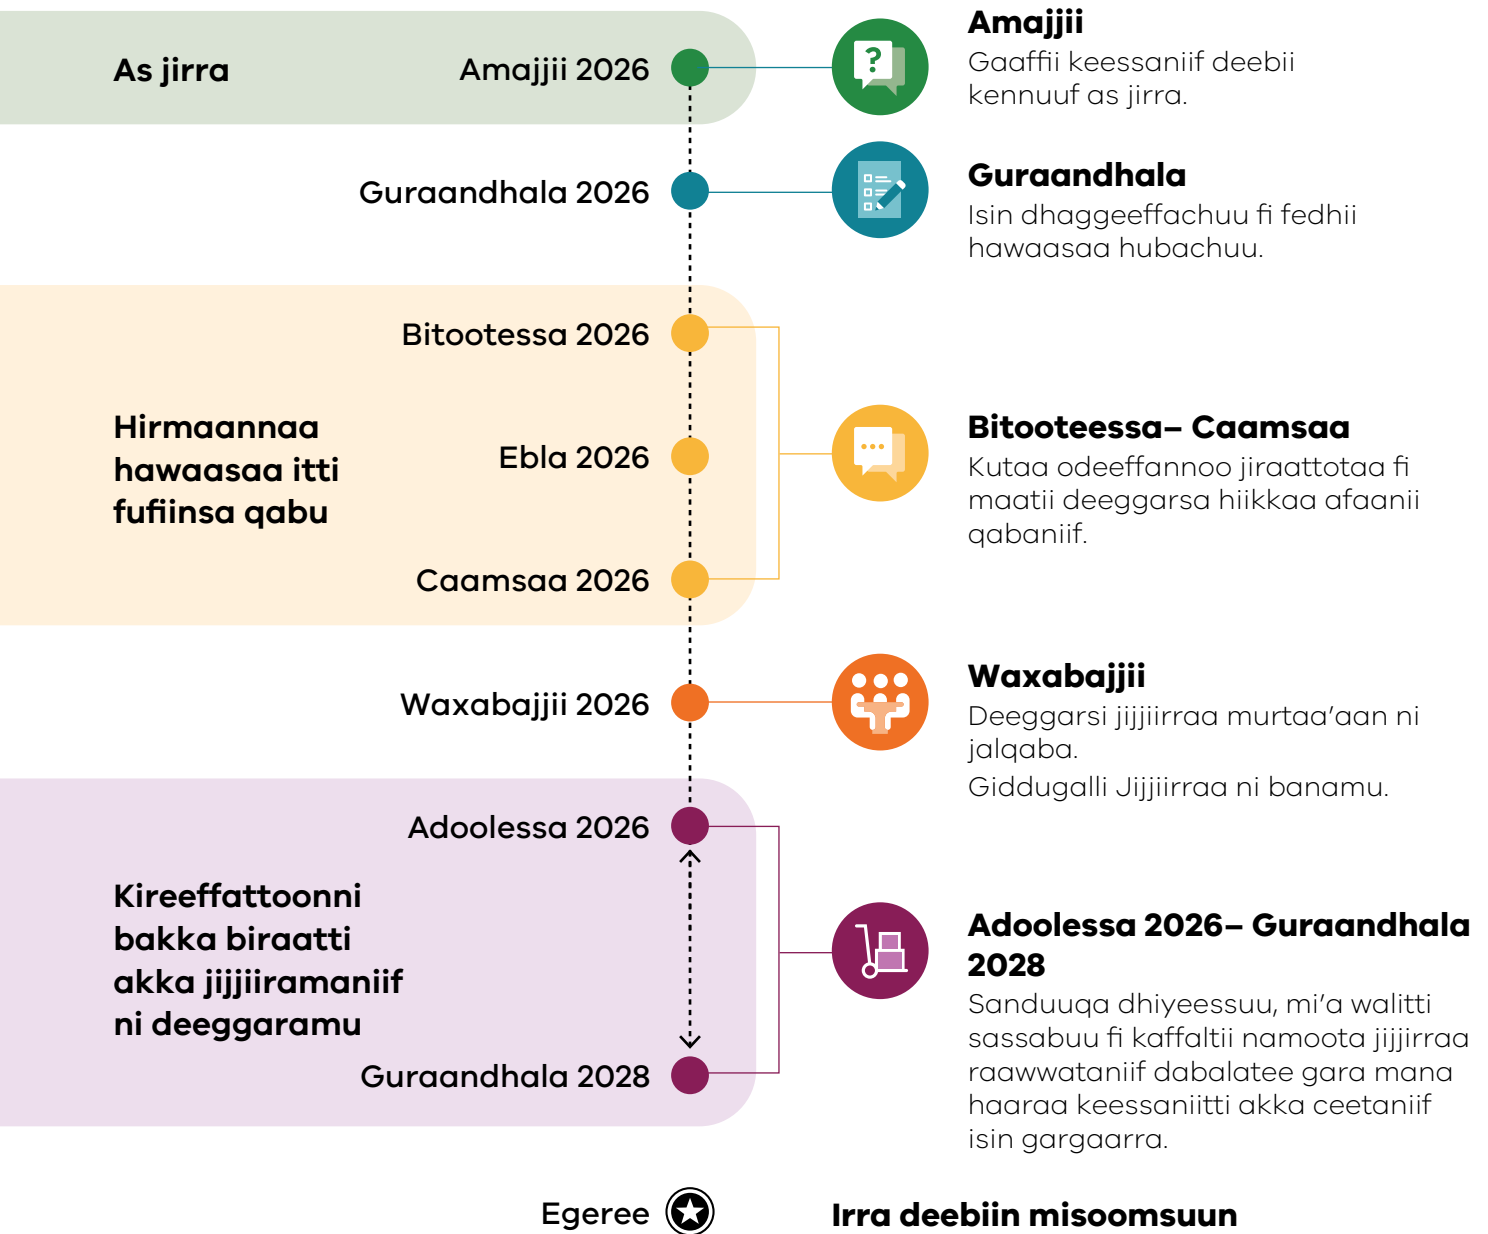 As jirra
Amajjii 2026
Amajjii
Gaaffii keessaniif deebii
kennuuf as jirra.
Guraandhala 2026
Guraandhala
Isin dhaggeeffachuu fi fedhii
hawaasaa hubachuu.
Hirmaannaa
hawaasaa itti
fufiinsa qabu
Bitootessa 2026
Ebla 2026
Caamsaa 2026
Bitooteessa– Caamsaa
Kutaa odeeffannoo jiraattotaa fi
maatii deeggarsa hiikkaa afaanii
qabaniif.
Waxabajjii 2026
Waxabajjii
Deeggarsi jijjiirraa murtaa’aan ni
jalqaba.
Giddugalli Jijjiirraa ni banamu.
Kireeffattoonni
bakka biraatti
akka jijjiiramaniif
ni deeggaramu
Adoolessa 2026
Guraandhala 2028
Adoolessa 2026– Guraandhala
2028
Sanduuqa dhiyeessuu, mi’a walitti
sassabuu fi kaffaltii namoota jijjirraa
raawwataniif dabalatee gara mana
haaraa keessaniitti akka ceetaniif
isin gargaarra.
Egeree
Irra deebiin misoomsuun